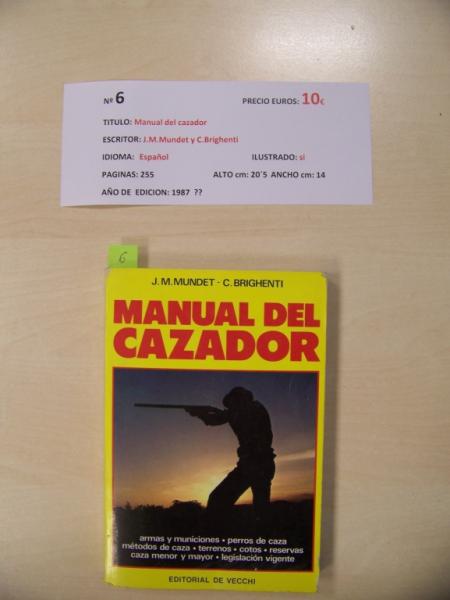 Nº 6 PRECIO EUROS: 10€
TITULO: Manual del cazador
ESCRITOR: J.M.Mundet y C.Brighenti
IDIOMA: Español ILUSTRADO: si
PAGINAS: 255 ALTO cm: 20´5 ANCHO cm: 14
AÑO DE EDICION: 1987 ??
6
J. M. MUNDET - C. BRIGHENTI
MANUAL DEL
CAZADOR
armas y municiones • perros de caza
métodos de caza • terrenos • cotos • reservas
caza menor y mayor • legislación vigente
EDITORIAL DE VECCHI